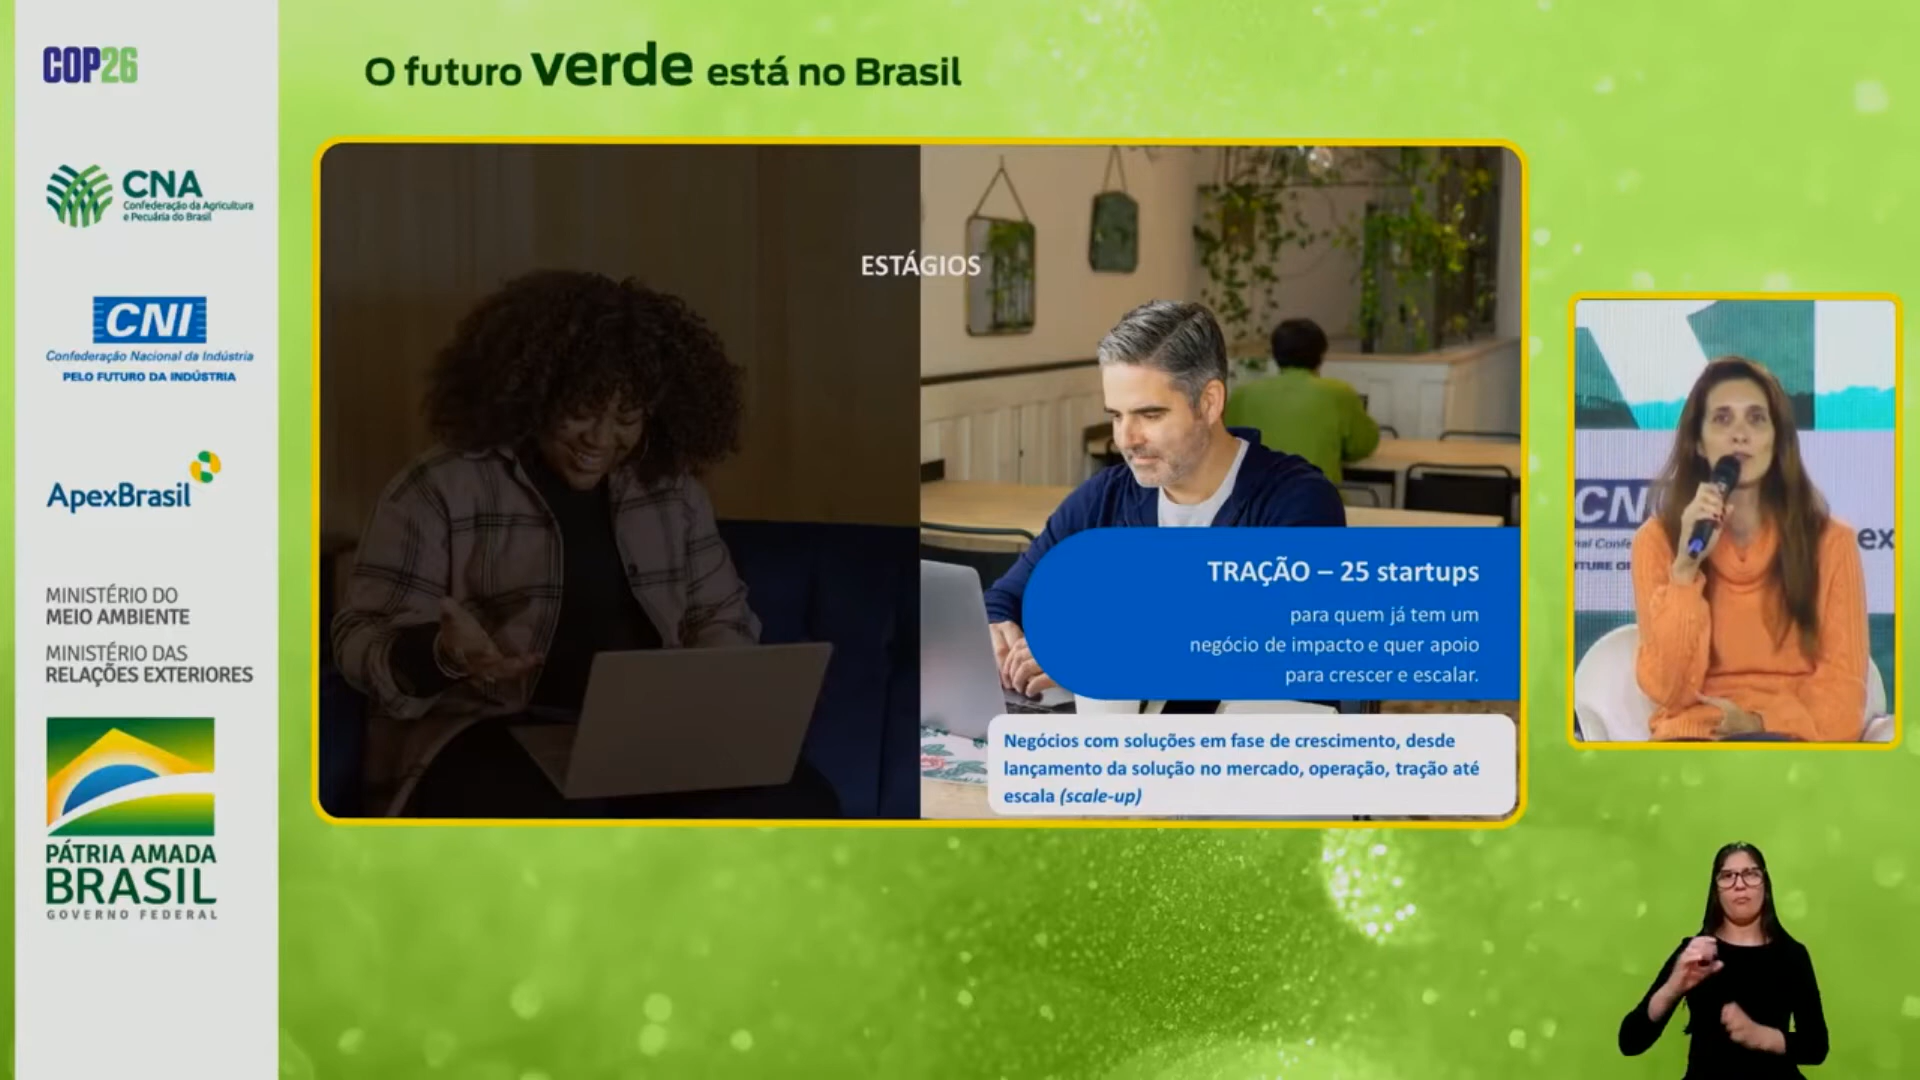 COP26
CNA
Confederação da Agricultura
e Pecuária do Brasil
CNI
Confederação Nacional da Indústria
PELO FUTURO DA INDÚSTRIA
ApexBrasil
MINISTÉRIO DO
MEIO AMBIENTE
MINISTÉRIO DAS
RELAÇÕES EXTERIORES
PÁTRIA AMADA
BRASIL
GOVERNO FEDERAL
O futuro verde está no Brasil
ESTÁGIOS
TRAÇÃO – 25 startups
para quem já tem um
negócio de impacto e quer apoio
para crescer e escalar.
Negócios com soluções em fase de crescimento, desde
lançamento da solução no mercado, operação, tração até
escala (scale-up)
CN
ex